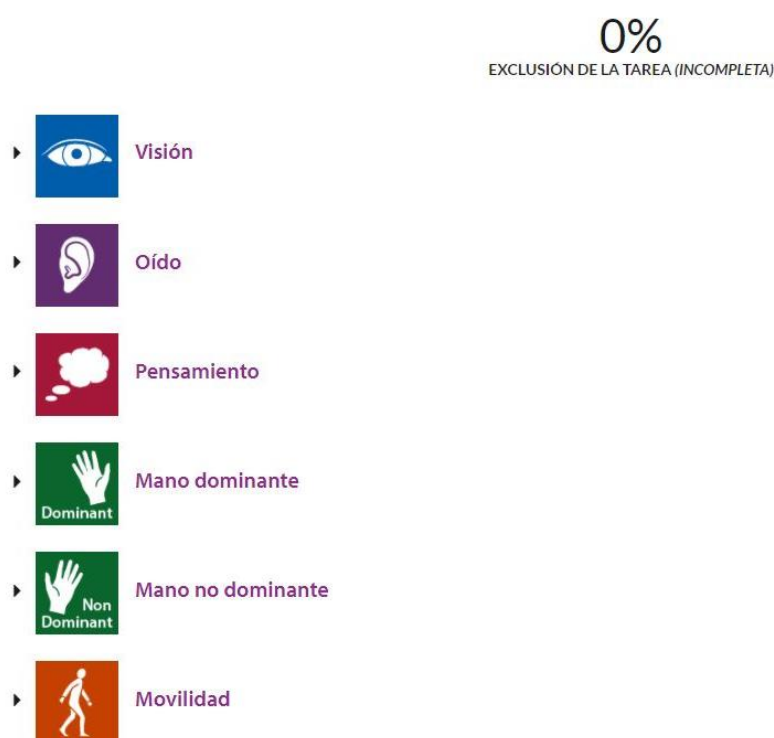 0%
EXCLUSIÓN DE LA TAREA (INCOMPLETA)
Visión
Oído
Pensamiento
Dominant
Mano dominante
Non
Dominant
Mano no dominante
Movilidad